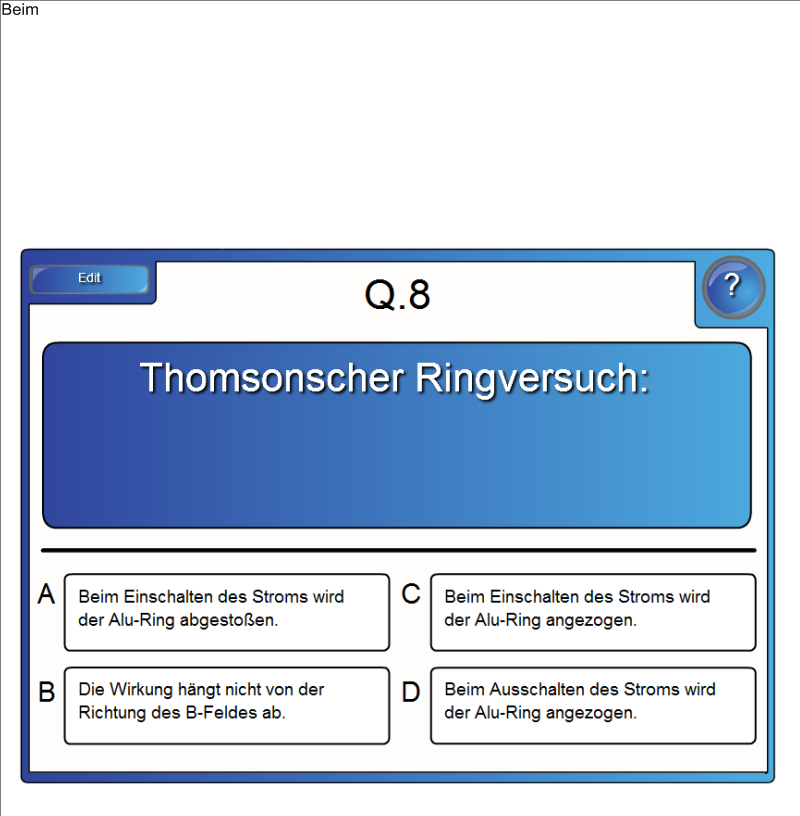 Beim
Edit
Q.8
?
Thomsonscher Ringversuch:
A
Beim Einschalten des Stroms wird
der Alu-Ring abgestoßen.
B
Die Wirkung hängt nicht von der
Richtung des B-Feldes ab.
C
Beim Einschalten des Stroms wird
der Alu-Ring angezogen.
D
Beim Ausschalten des Stroms wird
der Alu-Ring angezogen.